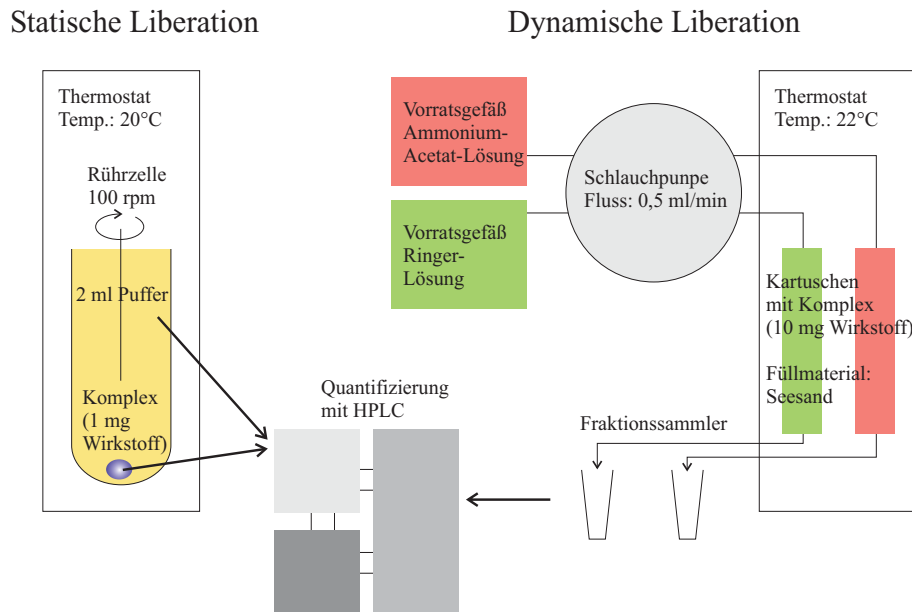 Statische Liberation
Thermostat
Temp.: 20°C
Rührzelle
100 rpm
2 ml Puffer
Komplex
(1 mg
Wirkstoff)
Quantifizierung
mit HPLC
Dynamische Liberation
Vorratsgefäß
Ammonium-
Acetat-Lösung
Vorratsgefäß
Ringer-
Lösung
Schlauchpunpe
Fluss: 0,5 ml/min
Thermostat
Temp.: 22°C
Kartuschen
mit Komplex
(10 mg Wirkstoff)
Füllmaterial:
Seesand
Fraktionssammler